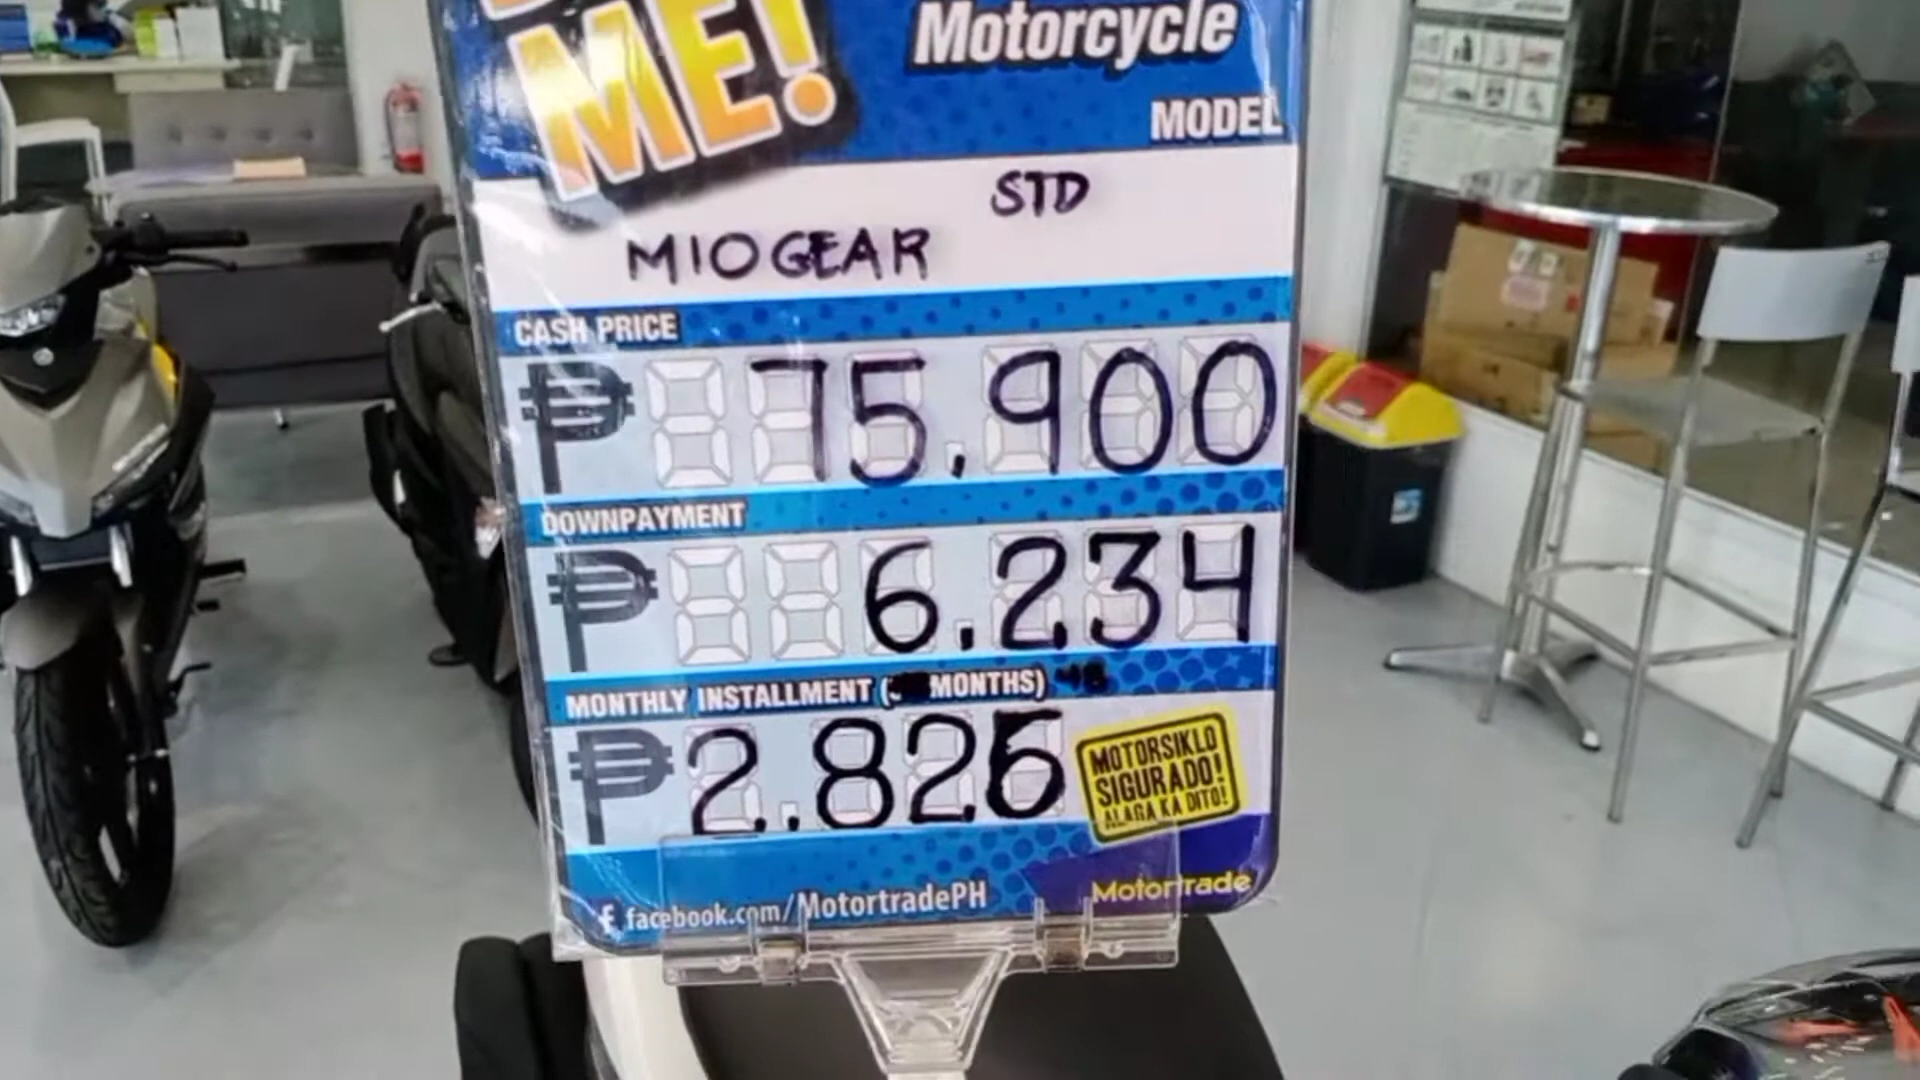 ME!
Motorcycle
MODEL
STD
MIOGEAR
CASH PRICE
₱ 75,900
DOWNPAYMENT
₱ 6,234
MONTHLY INSTALLMENT ( MONTHS) 48
₱ 2,826
MOTORSIKLO
SIGURADO!
ALAGA KA DITO!
facebook.com/MotortradePH
Motortrade